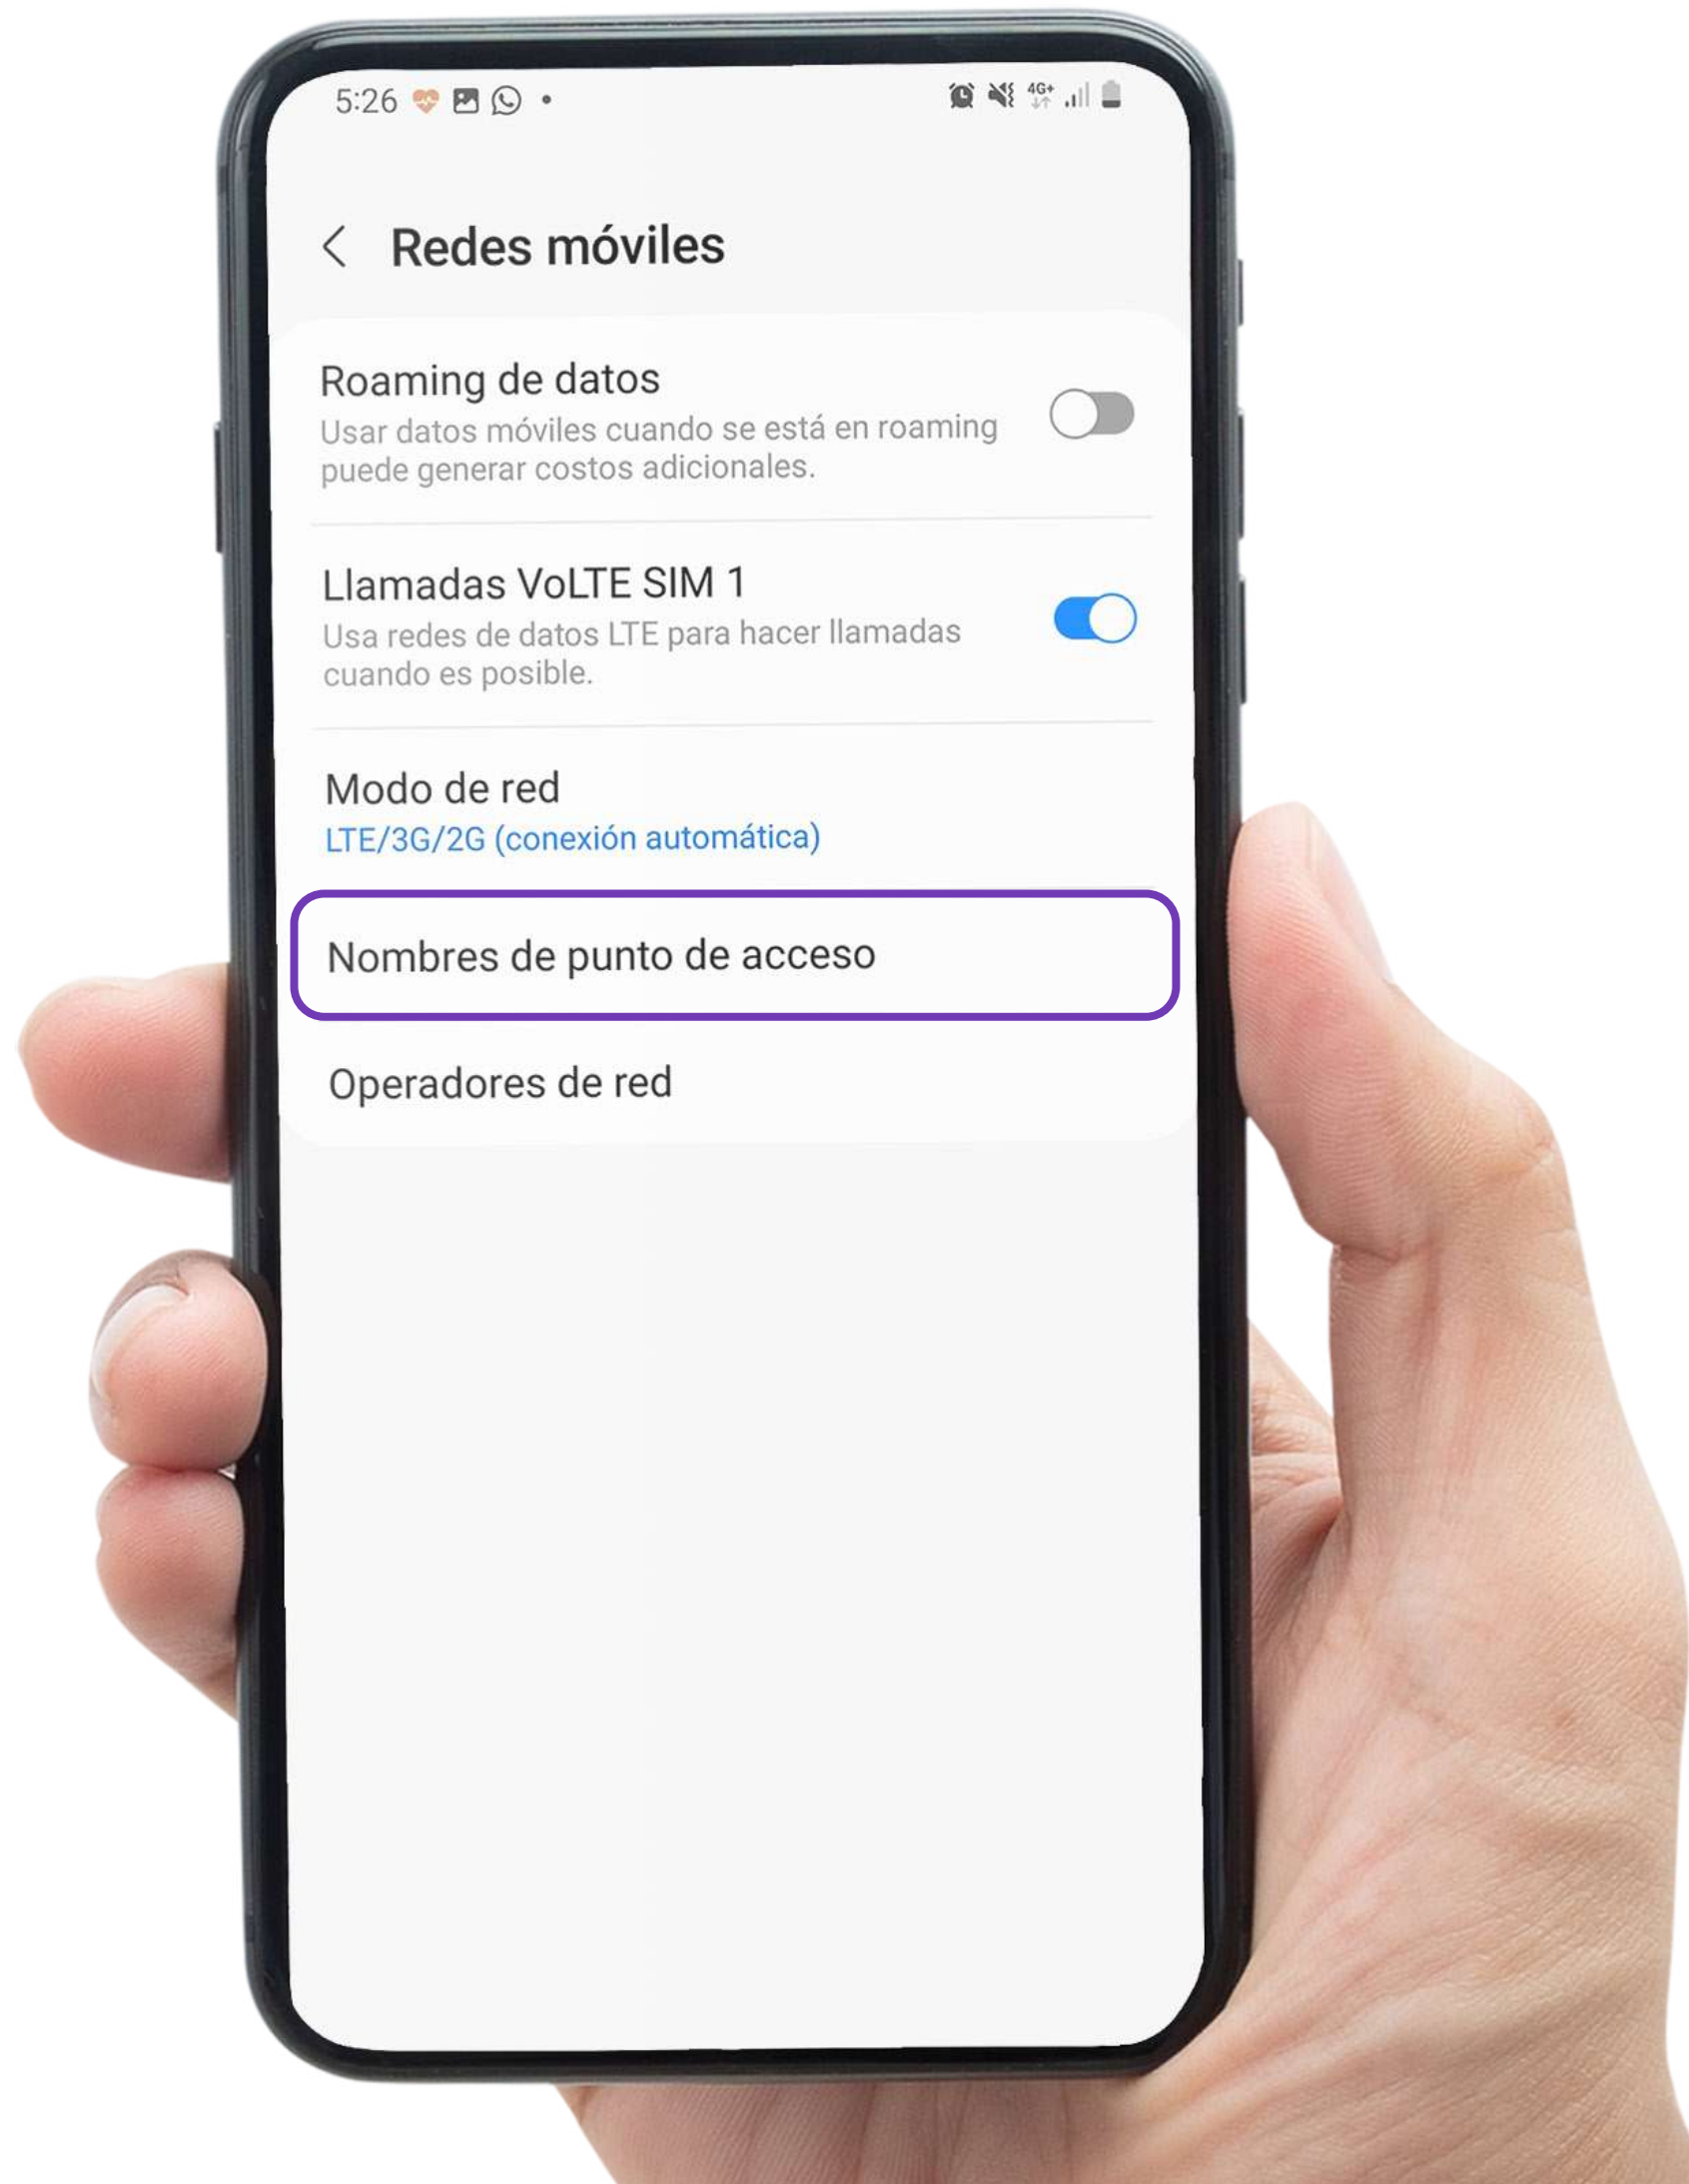 5:26
4G+
Redes móviles
Roaming de datos
Usar datos móviles cuando se está en roaming
puede generar costos adicionales.
Llamadas VoLTE SIM 1
Usa redes de datos LTE para hacer llamadas
cuando es posible.
Modo de red
LTE/3G/2G (conexión automática)
Nombres de punto de acceso
Operadores de red